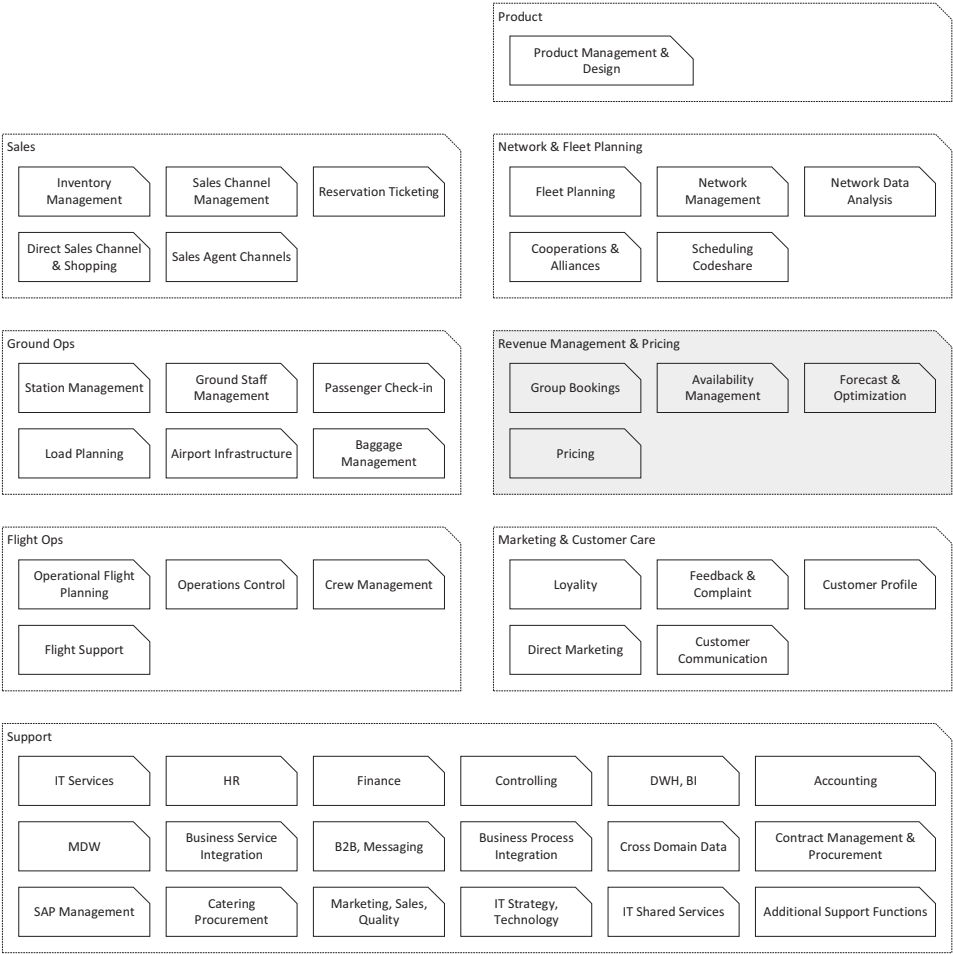 Product
Product Management &
Design
Sales
Inventory
Management
Sales Channel
Management
Reservation Ticketing
Direct Sales Channel
& Shopping
Sales Agent Channels
Network & Fleet Planning
Fleet Planning
Network
Management
Network Data
Analysis
Cooperations &
Alliances
Scheduling
Codeshare
Ground Ops
Station Management
Ground Staff
Management
Passenger Check-in
Load Planning
Airport Infrastructure
Baggage
Management
Revenue Management & Pricing
Group Bookings
Availability
Management
Forecast &
Optimization
Pricing
Flight Ops
Operational Flight
Planning
Operations Control
Crew Management
Flight Support
Marketing & Customer Care
Loyality
Feedback &
Complaint
Customer Profile
Direct Marketing
Customer
Communication
Support
IT Services
HR
Finance
Controlling
DWH, BI
Accounting
MDW
Business Service
Integration
B2B, Messaging
Business Process
Integration
Cross Domain Data
Contract Management &
Procurement
SAP Management
Catering
Procurement
Marketing, Sales,
Quality
IT Strategy,
Technology
IT Shared Services
Additional Support Functions